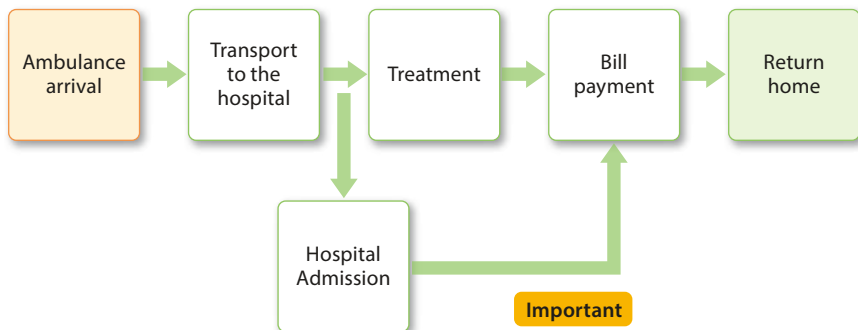 Ambulance
arrival
Transport
to the
hospital
Treatment
Bill
payment
Return
home
Hospital
Admission
Important